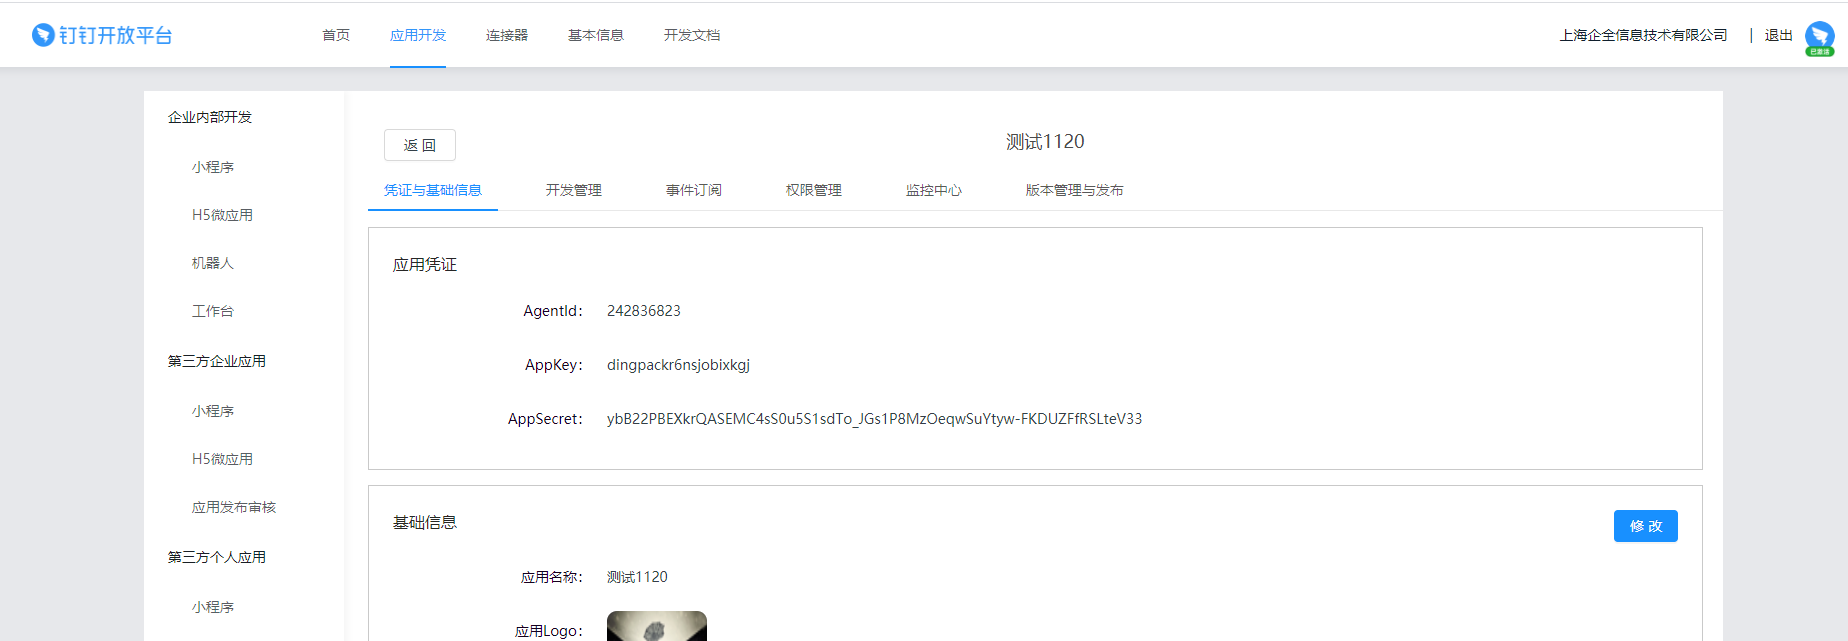 钉钉开放平台 首页 应用开发 连接器 基本信息 开发文档 上海企全信息技术有限公司 | 退出
已激活
企业内部开发
小程序
H5微应用
机器人
工作台
第三方企业应用
小程序
H5微应用
应用发布审核
第三方个人应用
小程序
返 回 测试1120
凭证与基础信息 开发管理 事件订阅 权限管理 监控中心 版本管理与发布
应用凭证
AgentId： 242836823
AppKey： dingpackr6nsjobixkgj
AppSecret： ybB22PBEXkrQASEMC4sS0u5S1sdTo_JGs1P8MzOeqwSuYtyw-FKDUZFfRSLteV33
基础信息 修 改
应用名称： 测试1120
应用Logo：